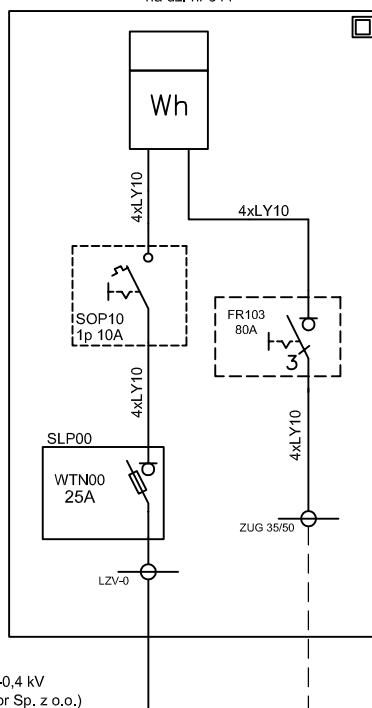 Wh
4xLY10
4xLY10
SOP10
1p 10A
FR103
80A
3
4xLY10
4xLY10
SLP00
WTN00
25A
ZUG 35/50
LZV-0
0,4 kV
or Sp. z o.o.)